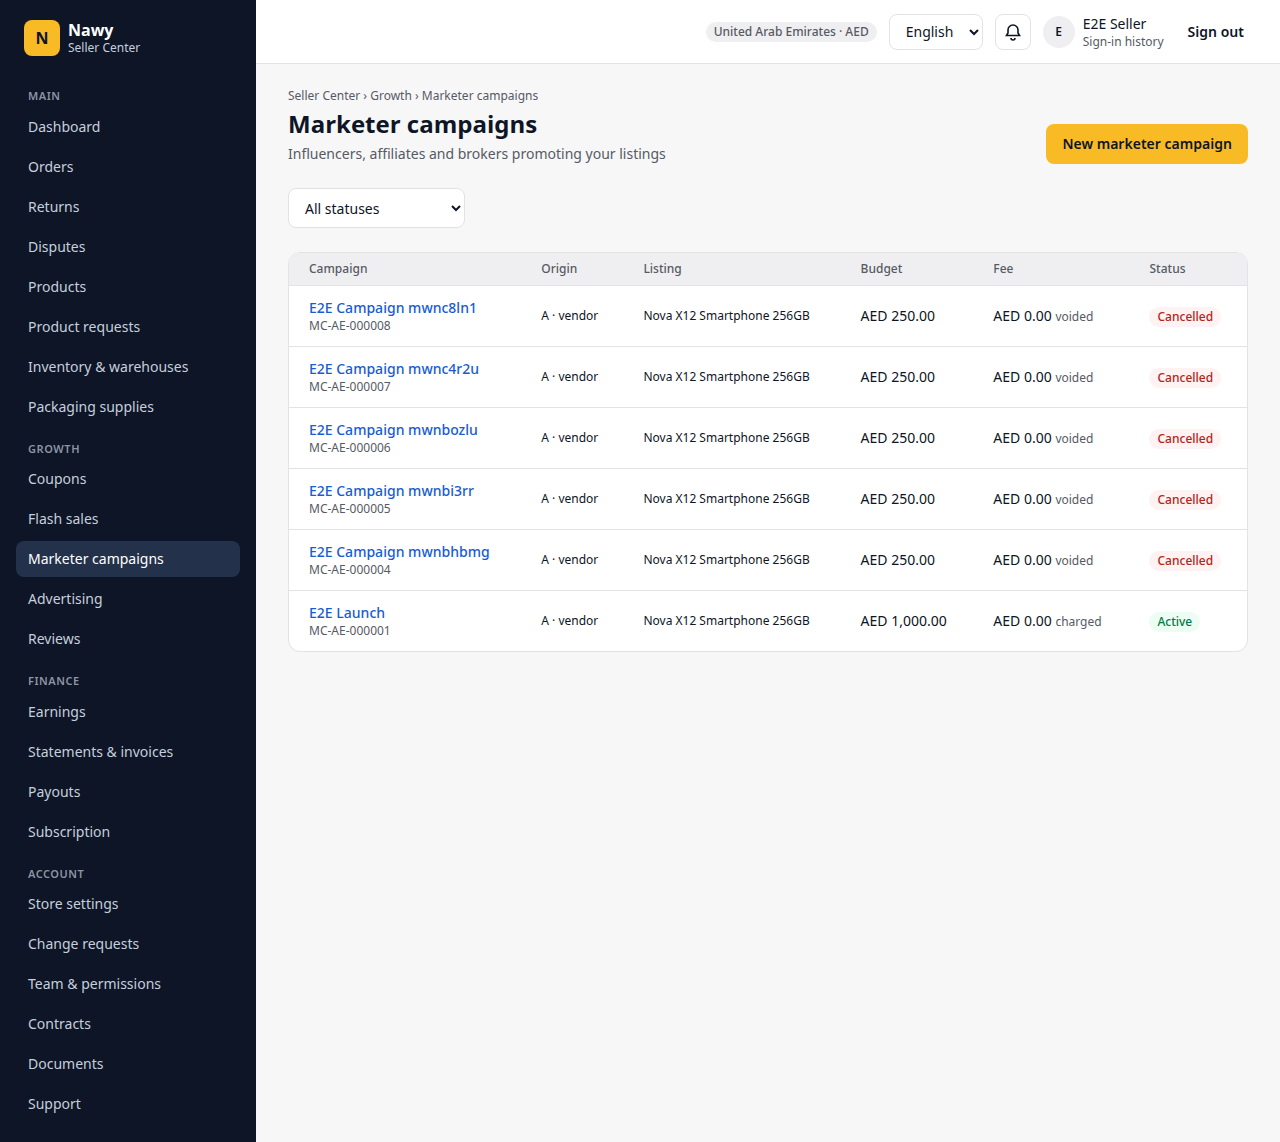 N
Nawy
Seller Center
MAIN
Dashboard
Orders
Returns
Disputes
Products
Product requests
Inventory & warehouses
Packaging supplies
GROWTH
Coupons
Flash sales
Marketer campaigns
Advertising
Reviews
FINANCE
Earnings
Statements & invoices
Payouts
Subscription
ACCOUNT
Store settings
Change requests
Team & permissions
Contracts
Documents
Support
United Arab Emirates · AED
English
E
E2E Seller
Sign-in history
Sign out
Seller Center › Growth › Marketer campaigns
Marketer campaigns
Influencers, affiliates and brokers promoting your listings
New marketer campaign
All statuses
Campaign Origin Listing Budget Fee Status
E2E Campaign mwnc8ln1
MC-AE-000008
A · vendor Nova X12 Smartphone 256GB AED 250.00 AED 0.00 voided Cancelled
E2E Campaign mwnc4r2u
MC-AE-000007
A · vendor Nova X12 Smartphone 256GB AED 250.00 AED 0.00 voided Cancelled
E2E Campaign mwnbozlu
MC-AE-000006
A · vendor Nova X12 Smartphone 256GB AED 250.00 AED 0.00 voided Cancelled
E2E Campaign mwnbi3rr
MC-AE-000005
A · vendor Nova X12 Smartphone 256GB AED 250.00 AED 0.00 voided Cancelled
E2E Campaign mwnbhbmg
MC-AE-000004
A · vendor Nova X12 Smartphone 256GB AED 250.00 AED 0.00 voided Cancelled
E2E Launch
MC-AE-000001
A · vendor Nova X12 Smartphone 256GB AED 1,000.00 AED 0.00 charged Active